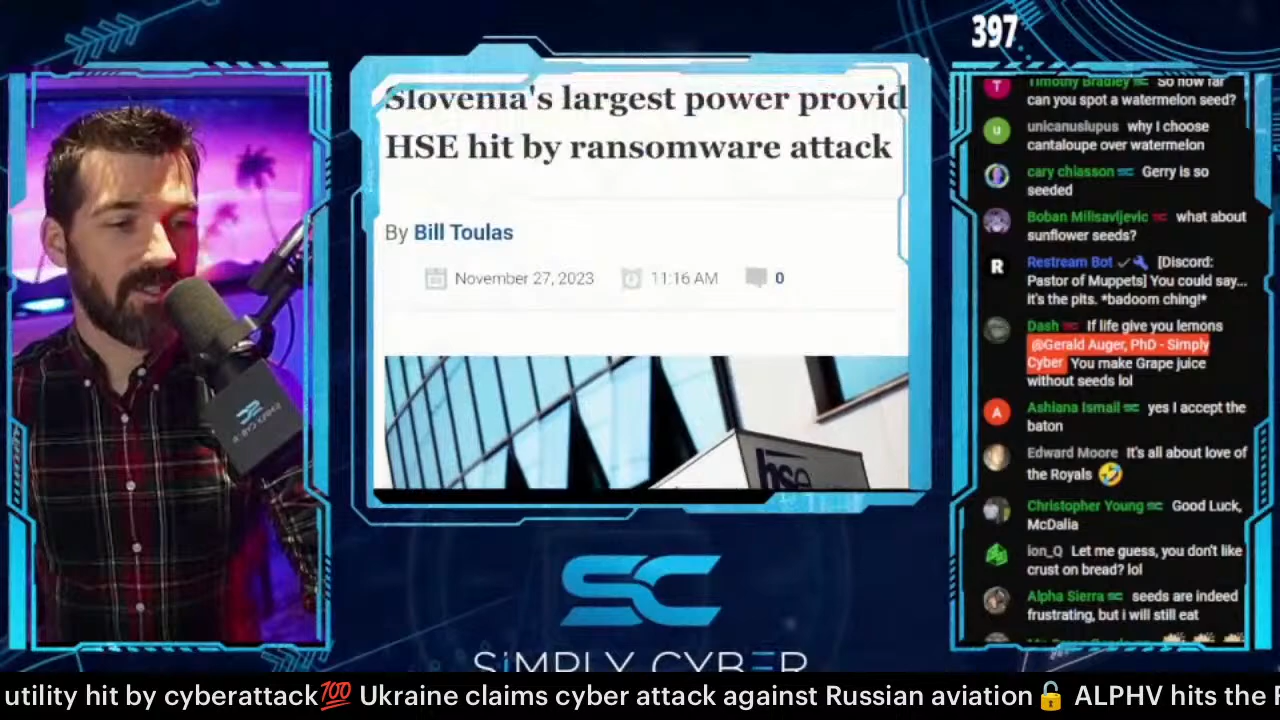 397
Slovenia's largest power provid
HSE hit by ransomware attack
By Bill Toulas
November 27, 2023 11:16 AM 0
hse
SC
SIMPLY CYBER
T Timothy Bradley So how far
can you spot a watermelon seed?
u unicanuslupus why I choose
cantaloupe over watermelon
cary chiasson Gerry is so
seeded
Boban Milisavljevic what about
sunflower seeds?
R Restream Bot [Discord:
Pastor of Muppets] You could say...
it's the pits. *badoom ching!*
Dash If life give you lemons
@Gerald Auger, PhD - Simply
Cyber You make Grape juice
without seeds lol
A Ashiana Ismail yes I accept the
baton
Edward Moore It's all about love of
the Royals 🤣
Christopher Young Good Luck,
McDalia
ion_Q Let me guess, you don't like
crust on bread? lol
Alpha Sierra seeds are indeed
frustrating, but i will still eat
utility hit by cyberattack💯 Ukraine claims cyber attack against Russian aviation🔓 ALPHV hits the